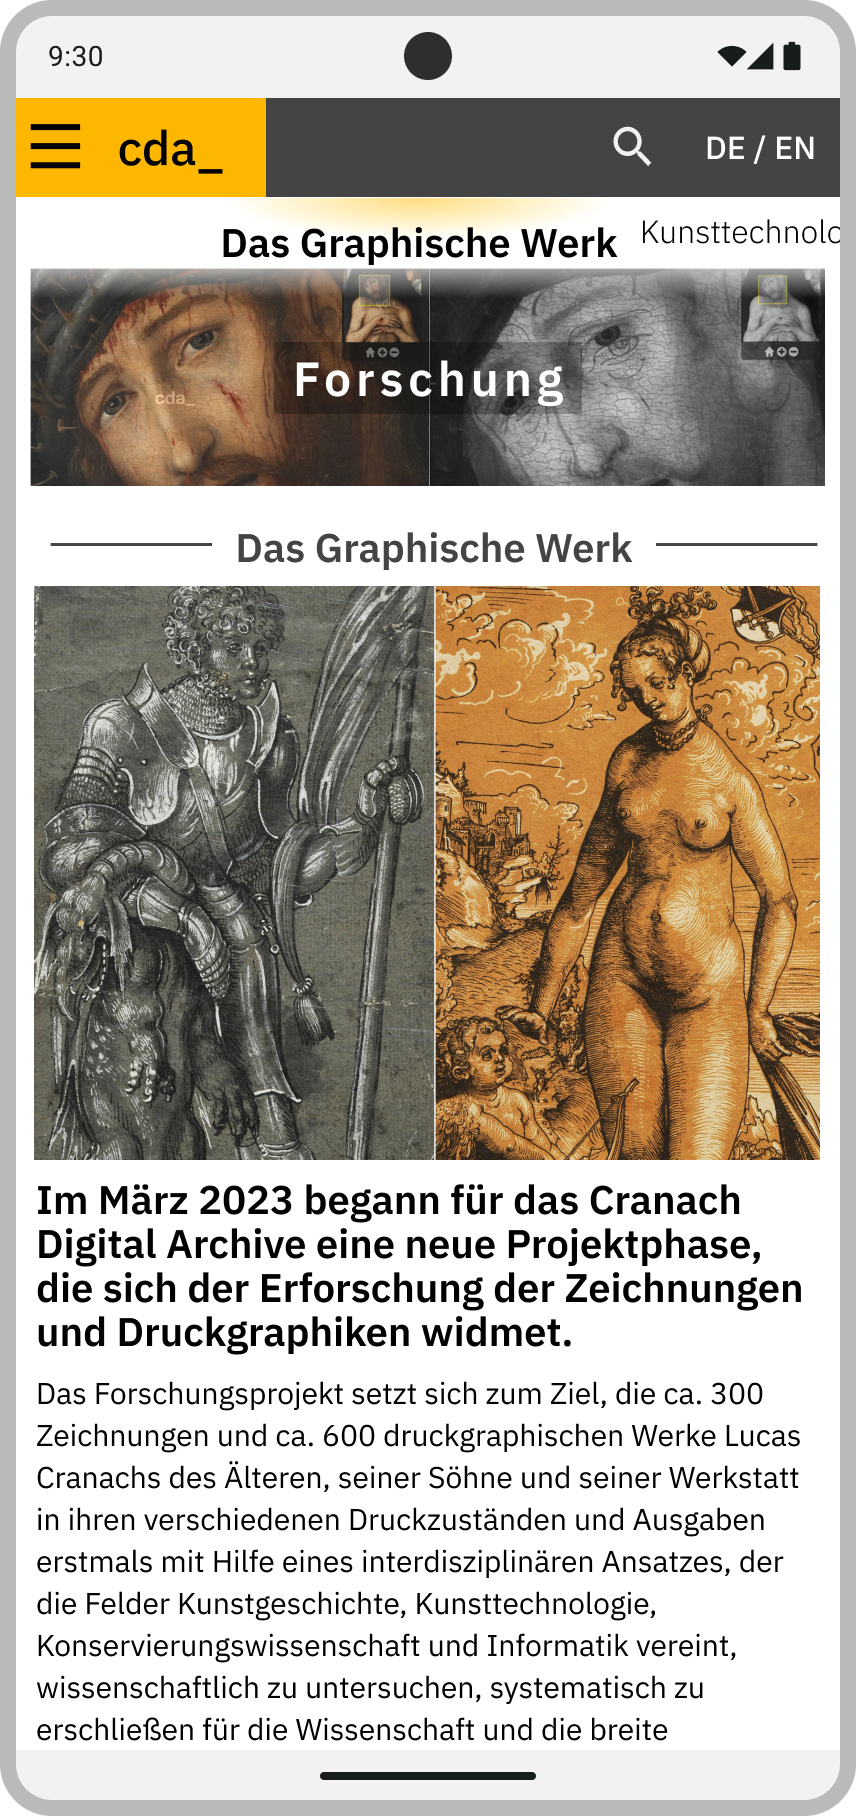 9:30
cda_
DE / EN
Das Graphische Werk
Kunsttechnolo
cda_
Forschung
Das Graphische Werk
Im März 2023 begann für das Cranach
Digital Archive eine neue Projektphase,
die sich der Erforschung der Zeichnungen
und Druckgraphiken widmet.
Das Forschungsprojekt setzt sich zum Ziel, die ca. 300
Zeichnungen und ca. 600 druckgraphischen Werke Lucas
Cranachs des Älteren, seiner Söhne und seiner Werkstatt
in ihren verschiedenen Druckzuständen und Ausgaben
erstmals mit Hilfe eines interdisziplinären Ansatzes, der
die Felder Kunstgeschichte, Kunsttechnologie,
Konservierungswissenschaft und Informatik vereint,
wissenschaftlich zu untersuchen, systematisch zu
erschließen für die Wissenschaft und die breite